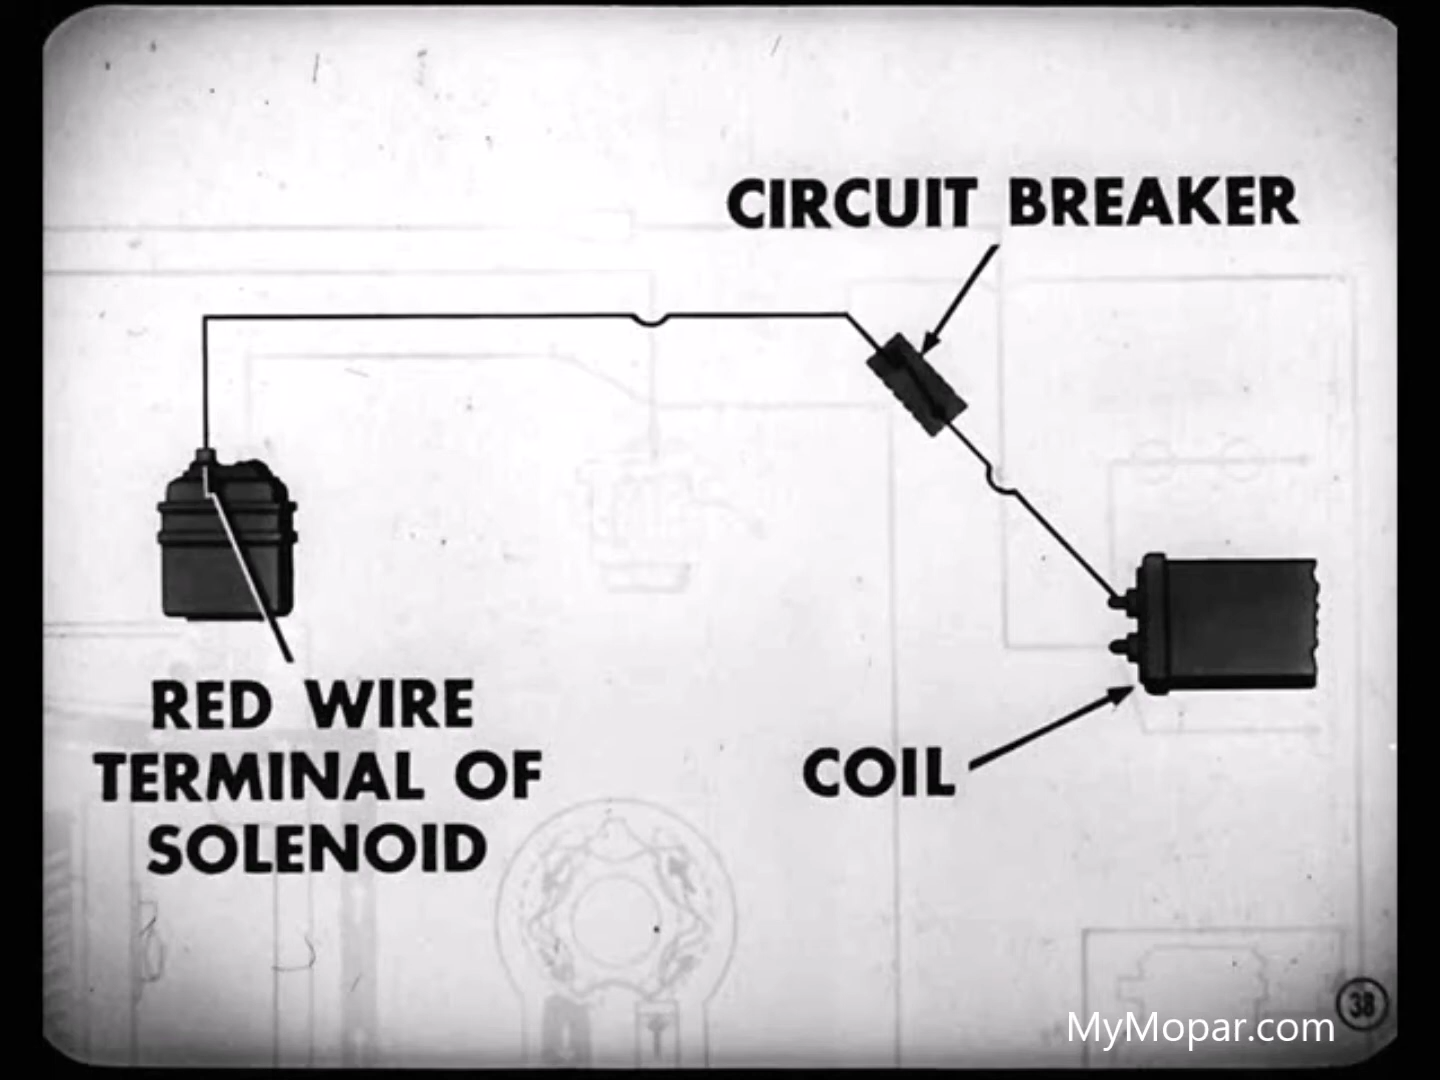 CIRCUIT BREAKER
RED WIRE
TERMINAL OF
SOLENOID
COIL
38
MyMopar.com